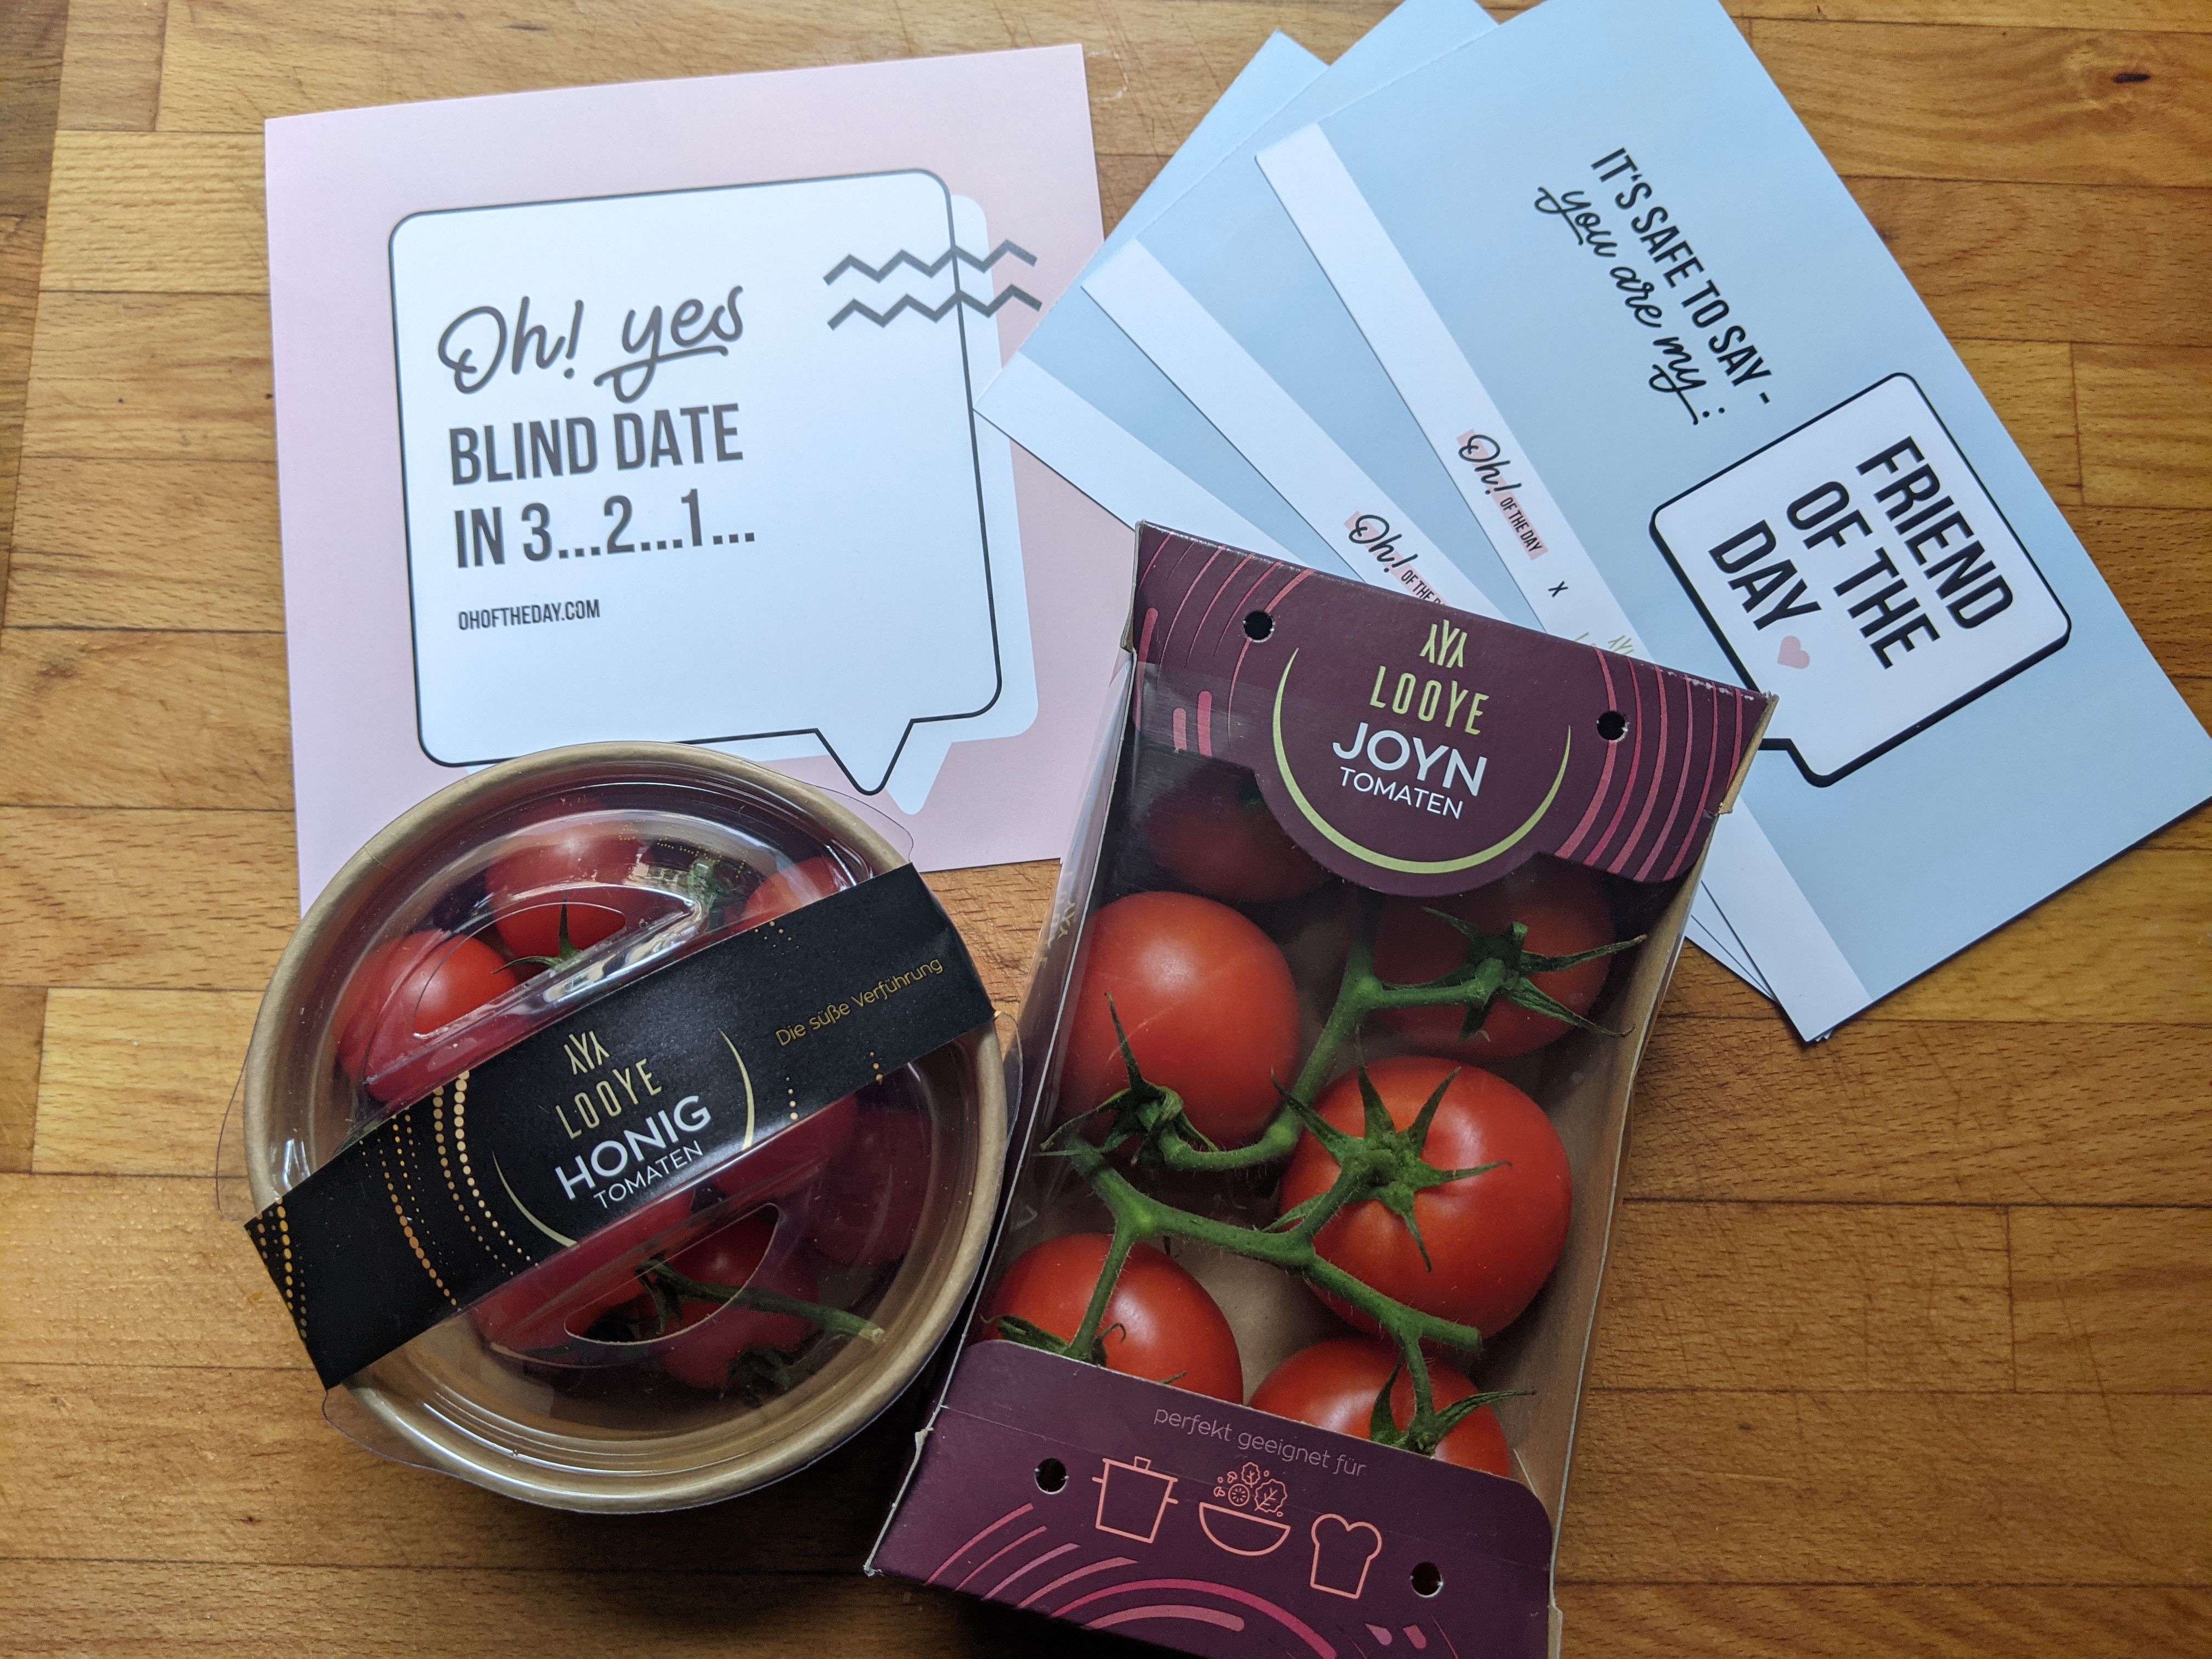 Oh! yes
BLIND DATE
IN 3...2...1...
OHOFTHEDAY.COM
IT'S SAFE TO SAY -
you are my:
FRIEND
OF THE
DAY
Oh! OF THE DAY
x
Oh! OF THE
LOOYE
JOYN
TOMATEN
perfekt geeignet für
LOOYE
HONIG
TOMATEN
Die süße Verführung